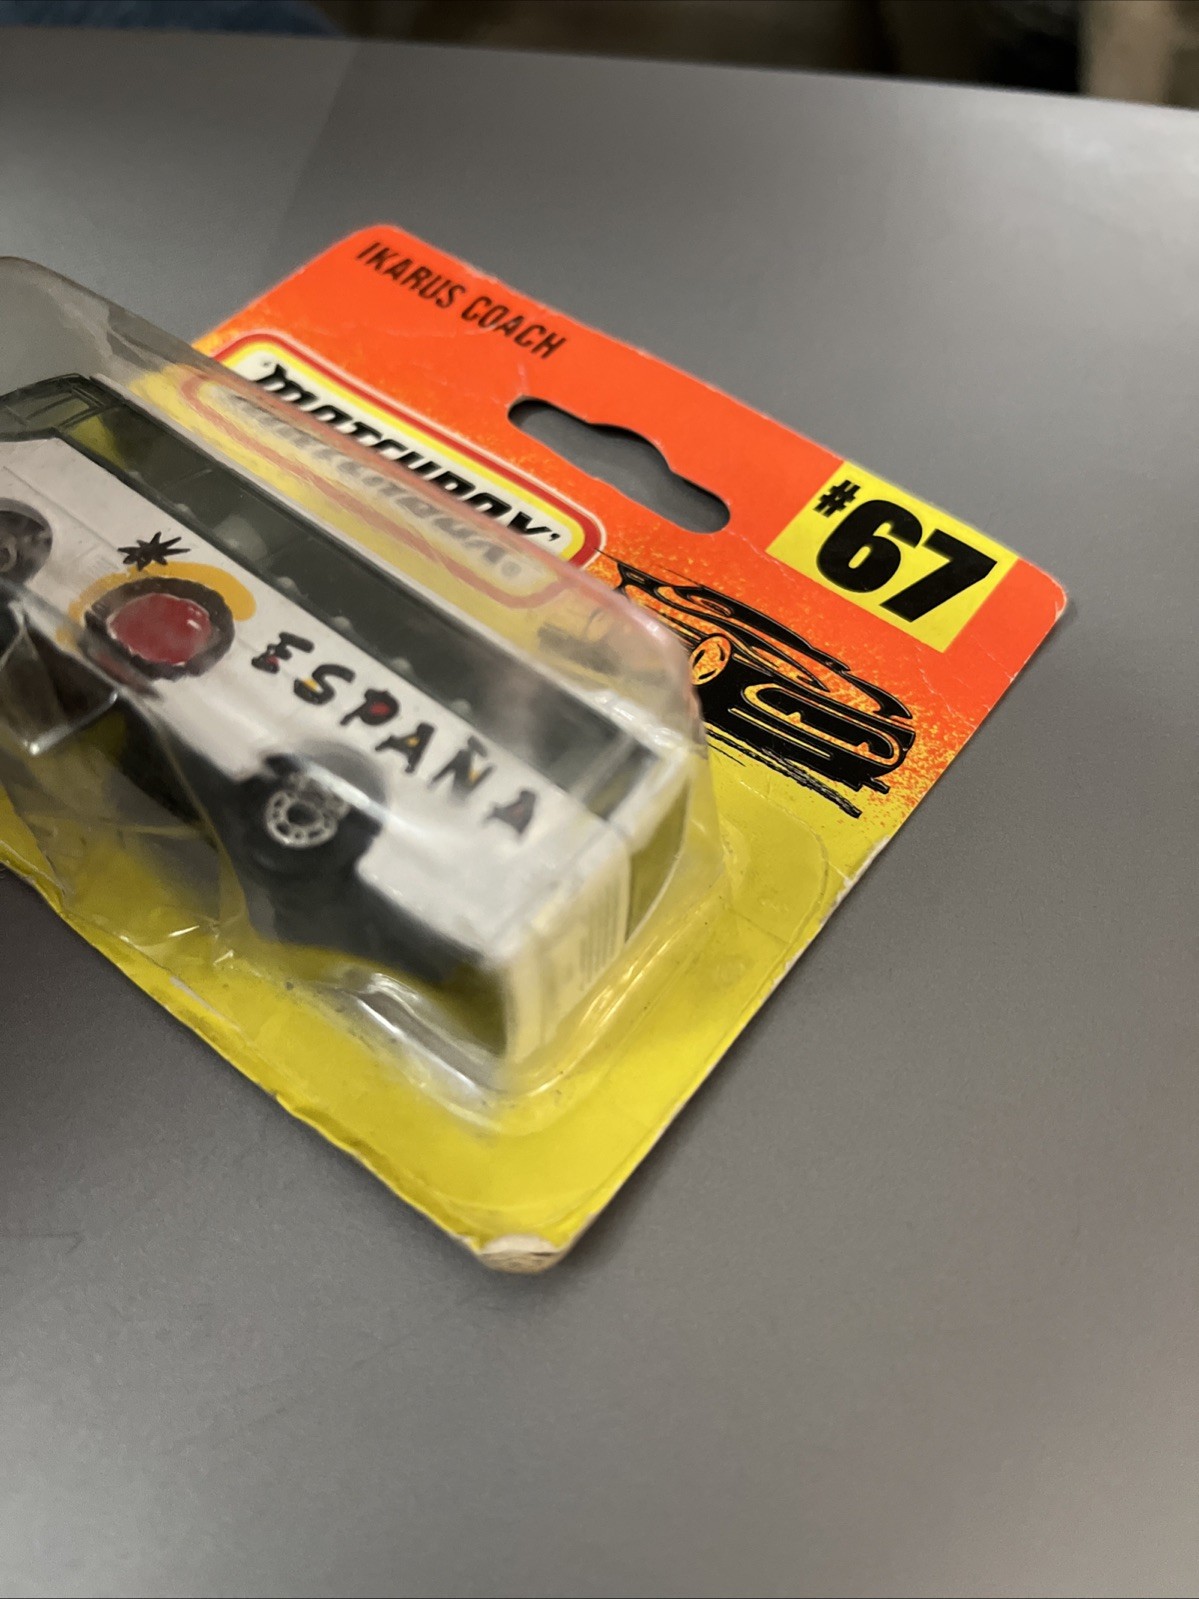 IKARUS COACH
'MATCHBOX'
#67
ESPAÑA